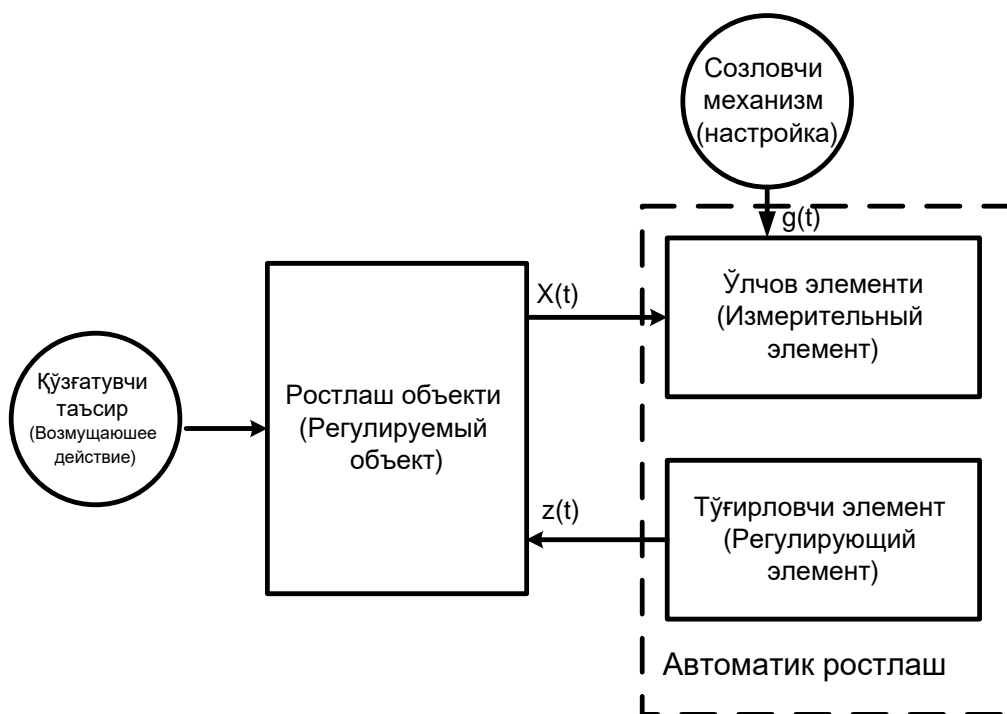 Созловчи
механизм
(настройка)
g(t)
Ўлчов элементи
(Измерительный
элемент)
X(t)
Қўзғатувчи
таъсир
(Возмущаюшее
действие)
Ростлаш объекти
(Регулируемый
объект)
z(t)
Тўғирловчи элемент
(Регулирующий
элемент)
Автоматик ростлаш